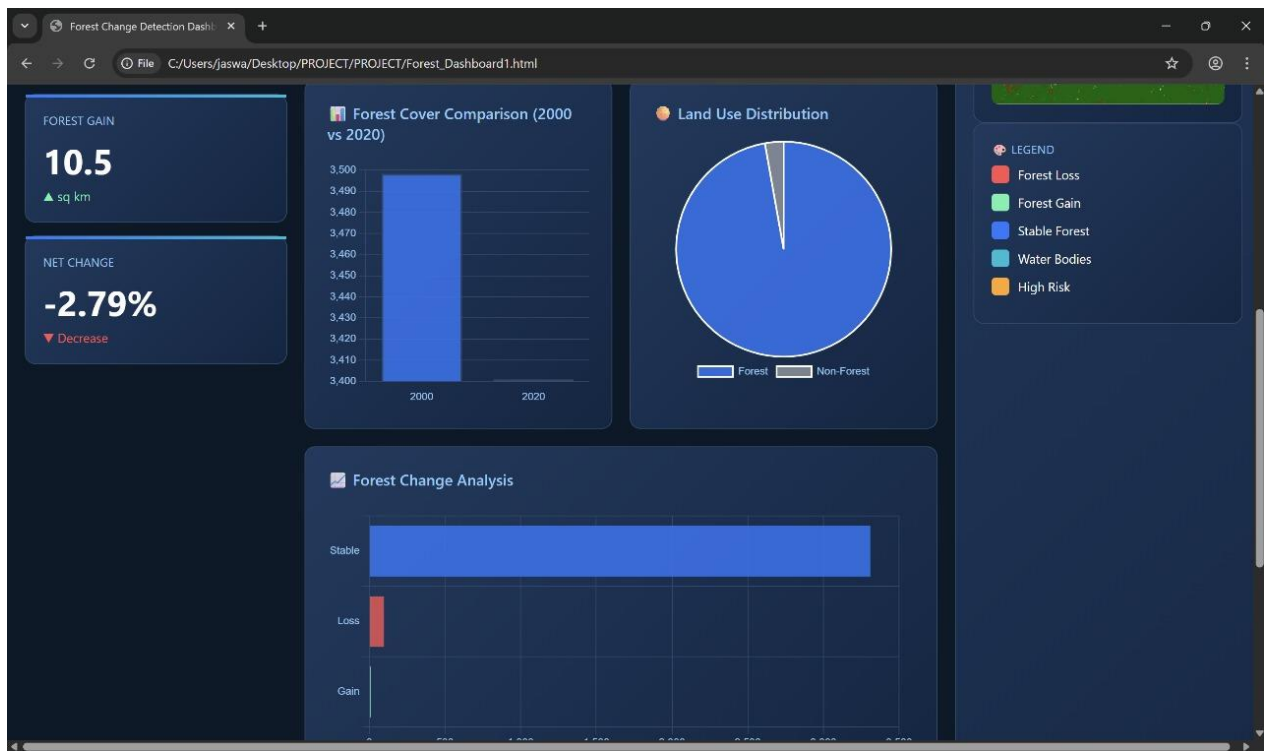 Forest Change Detection Dashb
File C:/Users/jaswa/Desktop/PROJECT/PROJECT/Forest_Dashboard1.html
FOREST GAIN
10.5
▲ sq km
NET CHANGE
-2.79%
▼ Decrease
Forest Cover Comparison (2000
vs 2020)
3,500
3,490
3,480
3,470
3,460
3,450
3,440
3,430
3,420
3,410
3,400
2000 2020
Land Use Distribution
Forest Non-Forest
Forest Change Analysis
Stable
Loss
Gain
LEGEND
Forest Loss
Forest Gain
Stable Forest
Water Bodies
High Risk